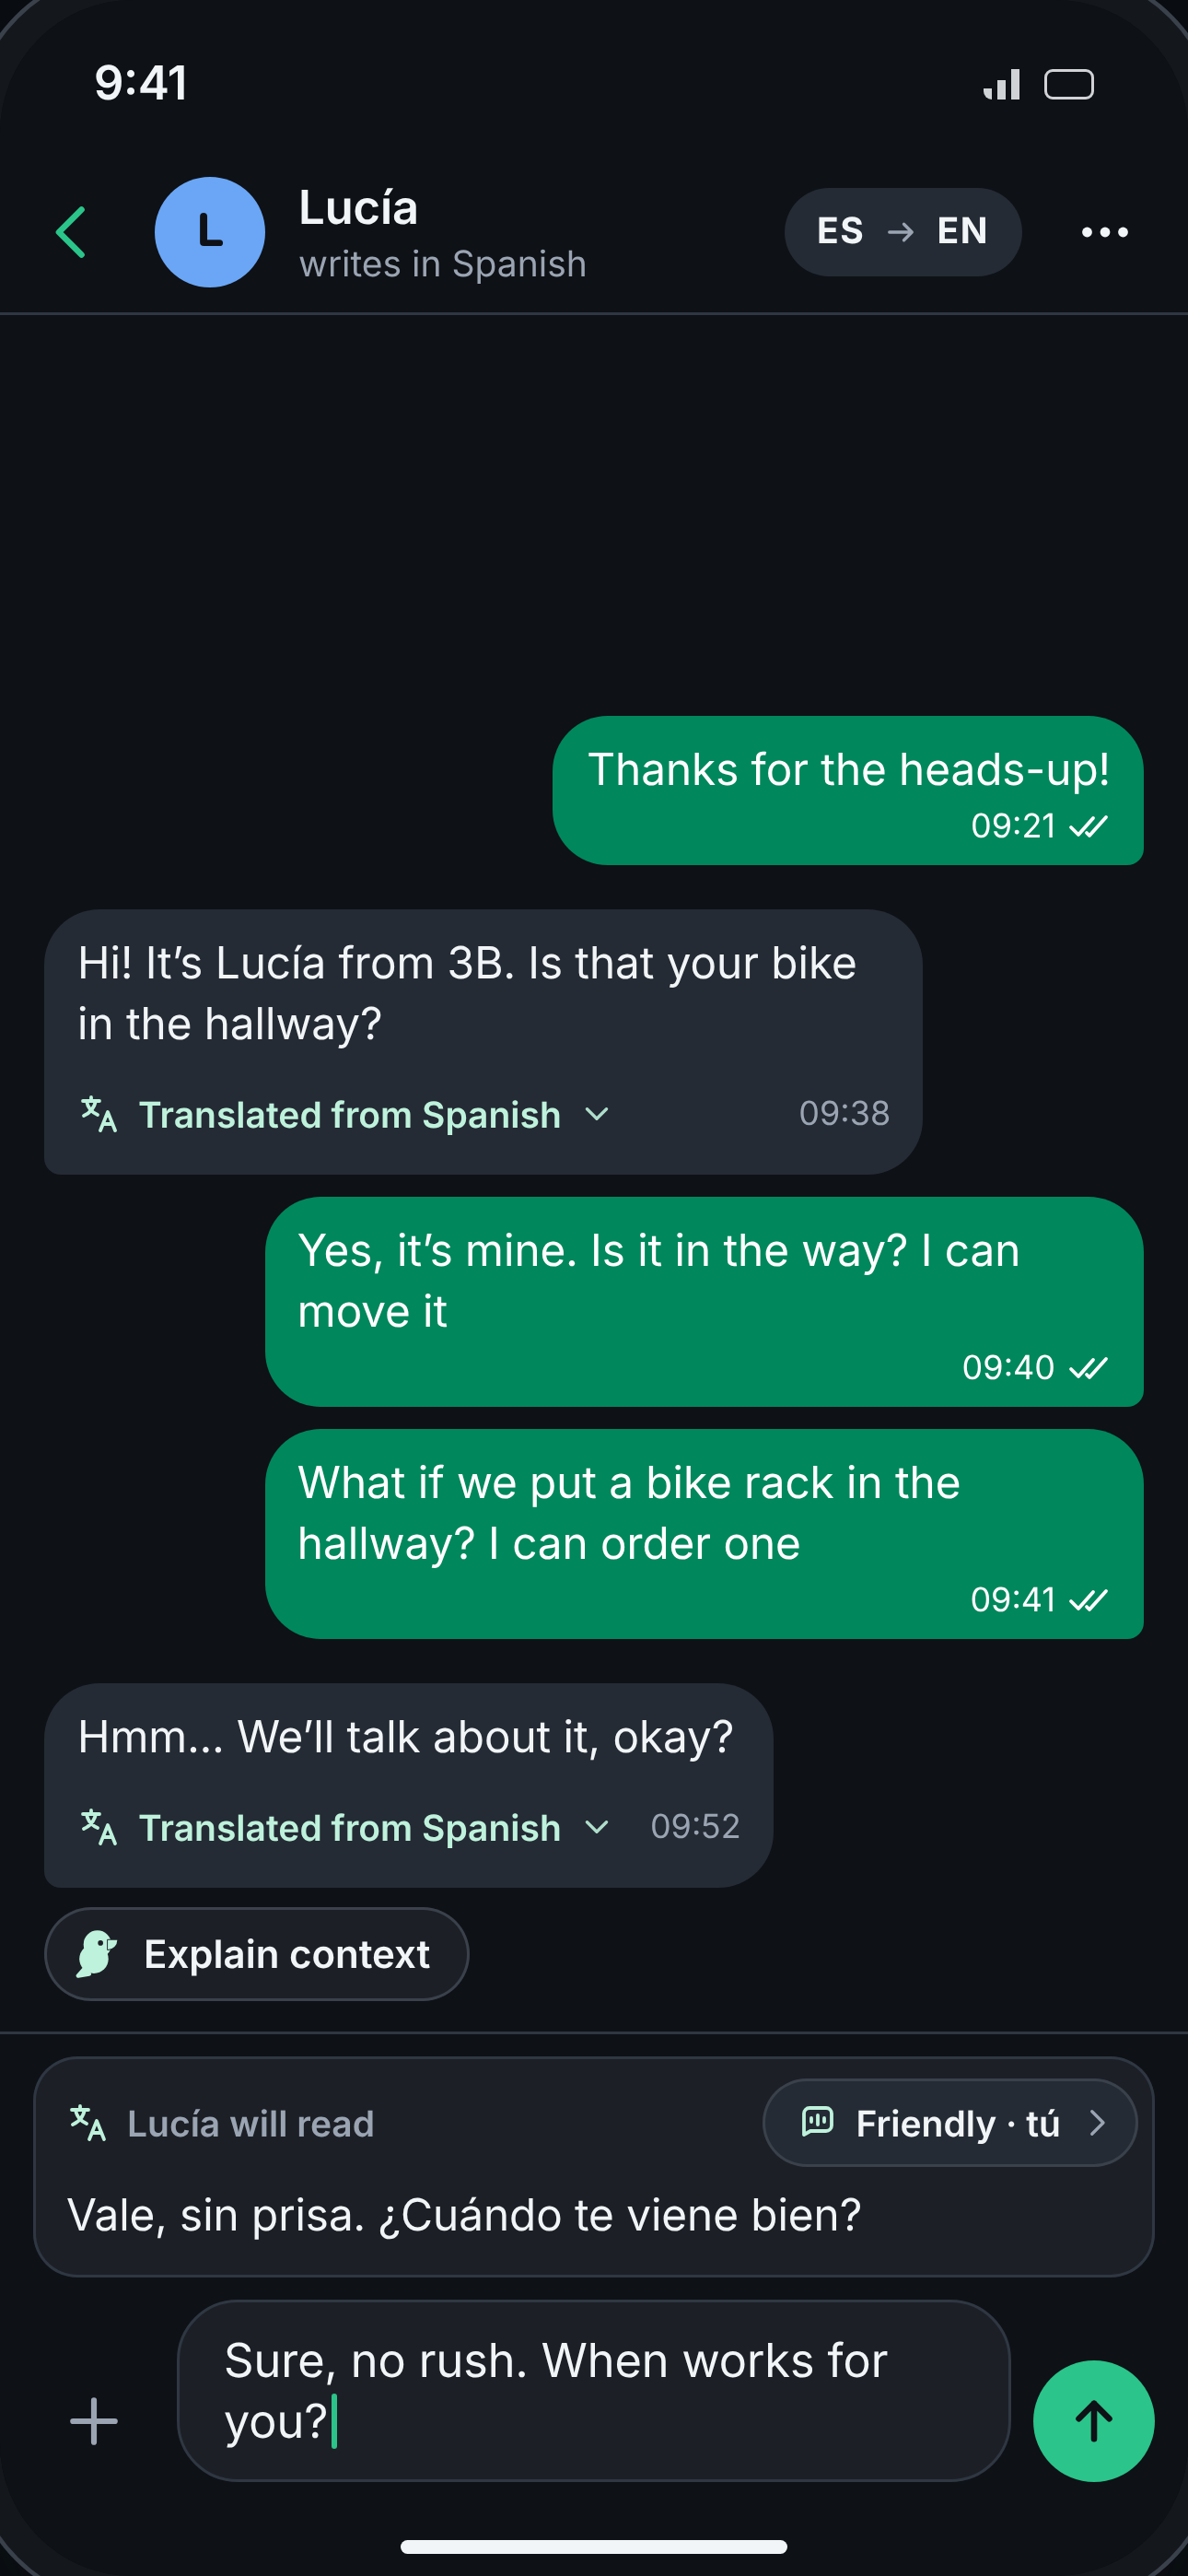 9:41
L
Lucía
writes in Spanish
ES → EN
Thanks for the heads-up!
09:21
Hi! It’s Lucía from 3B. Is that your bike
in the hallway?
Translated from Spanish
09:38
Yes, it’s mine. Is it in the way? I can
move it
09:40
What if we put a bike rack in the
hallway? I can order one
09:41
Hmm… We’ll talk about it, okay?
Translated from Spanish
09:52
Explain context
Lucía will read
Friendly · tú
Vale, sin prisa. ¿Cuándo te viene bien?
Sure, no rush. When works for
you?